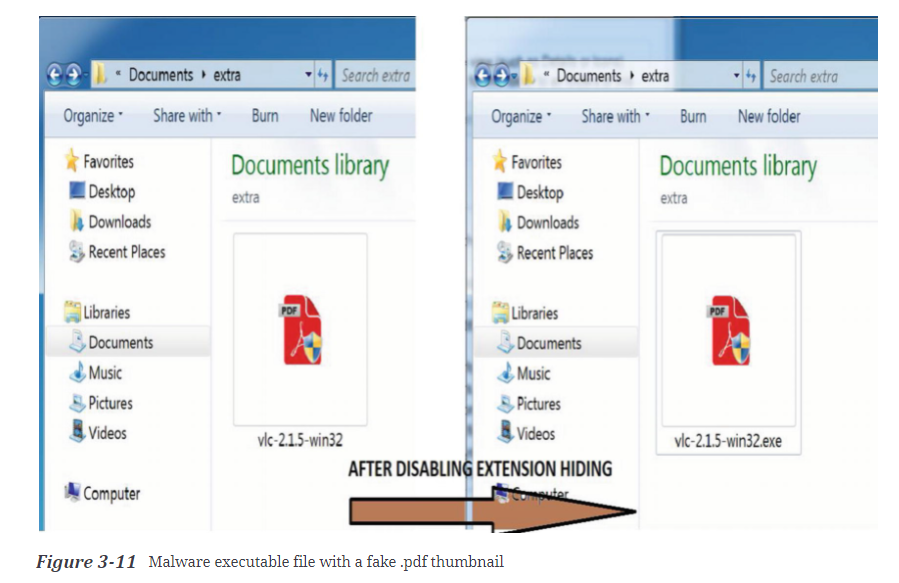 « Documents › extra
Search extra
Organize
Share with
Burn
New folder
Favorites
Desktop
Downloads
Recent Places
Libraries
Documents
Music
Pictures
Videos
Computer
Documents library
extra
PDF
vlc-2.1.5-win32
« Documents › extra
Search extra
Organize
Share with
Burn
New folder
Favorites
Desktop
Downloads
Recent Places
Libraries
Documents
Music
Pictures
Videos
Computer
Documents library
extra
PDF
vlc-2.1.5-win32.exe
AFTER DISABLING EXTENSION HIDING
Figure 3-11 Malware executable file with a fake .pdf thumbnail